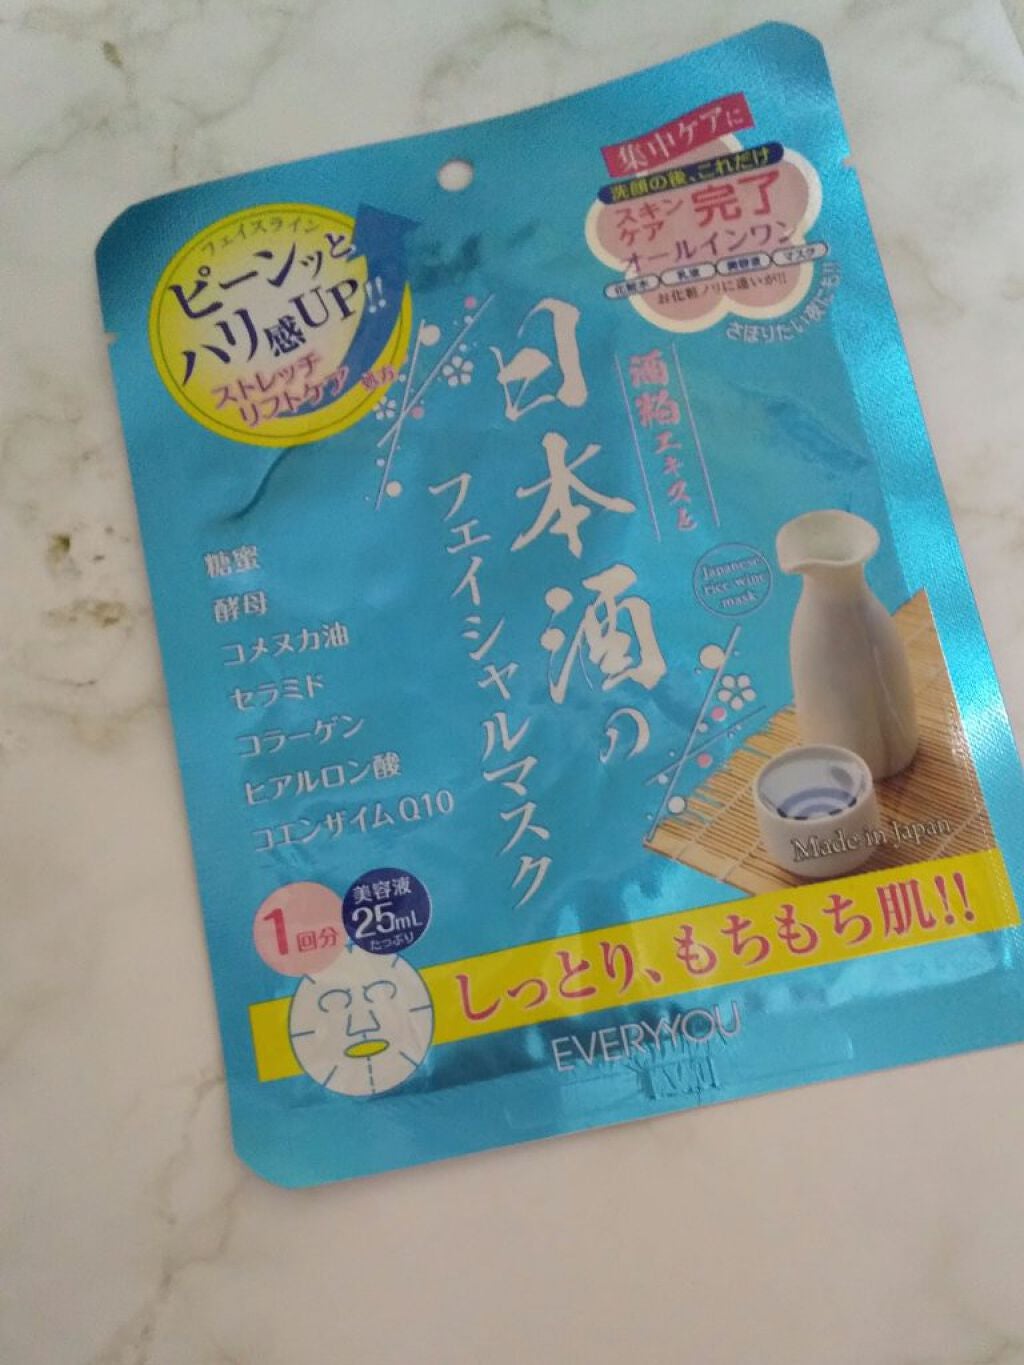 集中ケアに
洗顔の後、これだけ
スキンケア 完了
オールインワン
化粧水 乳液 美容液 マスク
お化粧ノリに違いが!!
さぼりたい夜にも!!
フェイスライン
ピーンッと
ハリ感UP!!
ストレッチ
リフトケア 処方
酒粕エキスと
日本酒の
フェイシャルマスク
Japanese
rice wine
mask
糖蜜
酵母
コメヌカ油
セラミド
コラーゲン
ヒアルロン酸
コエンザイムQ10
Made in Japan
1回分
美容液
25mL
たっぷり
しっとり、もちもち肌!!
EVERYYOU